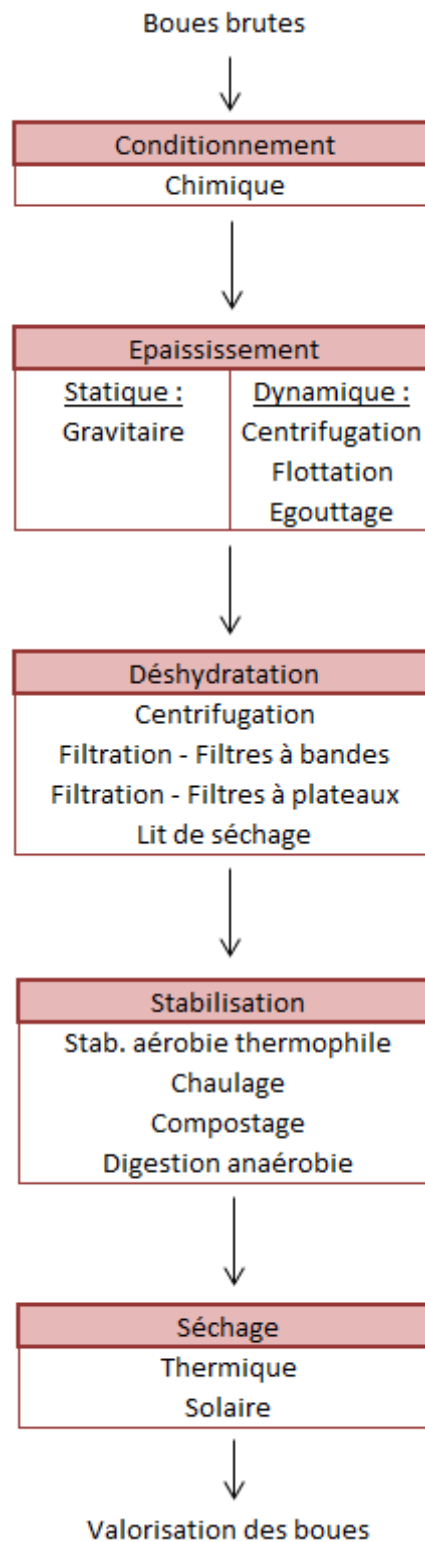 Boues brutes
Conditionnement
Chimique
Epaississement
Statique :
Gravitaire
Dynamique :
Centrifugation
Flottation
Egouttage
Déshydratation
Centrifugation
Filtration - Filtres à bandes
Filtration - Filtres à plateaux
Lit de séchage
Stabilisation
Stab. aérobie thermophile
Chaulage
Compostage
Digestion anaérobie
Séchage
Thermique
Solaire
Valorisation des boues